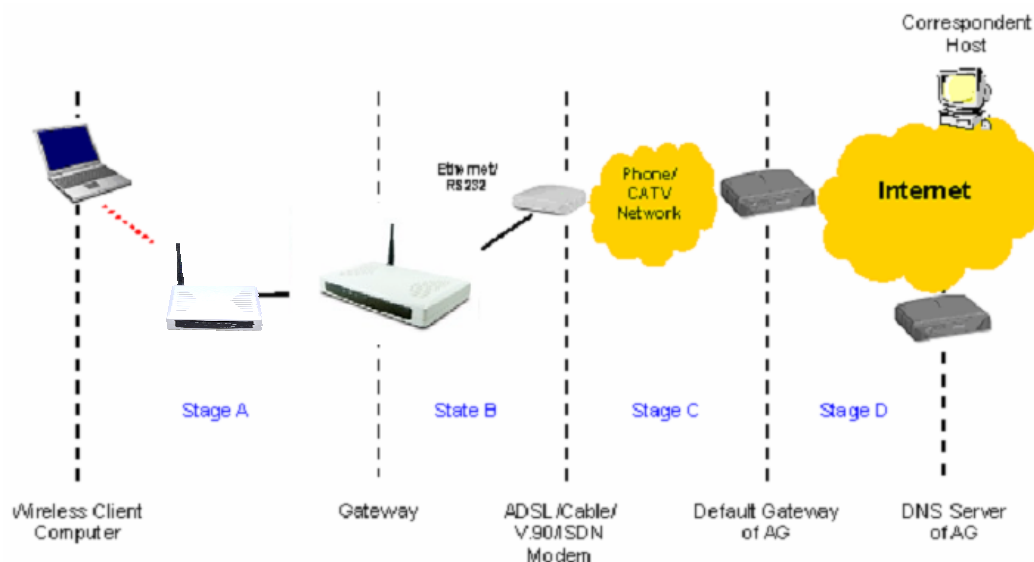 Correspondent
Host
Ethernet/
RS232
Phone/
CATV
Network
Internet
Stage A
State B
Stage C
Stage D
Wireless Client
Computer
Gateway
ADSL/Cable/
V.90/ISDN
Modem
Default Gateway
of AG
DNS Server
of AG